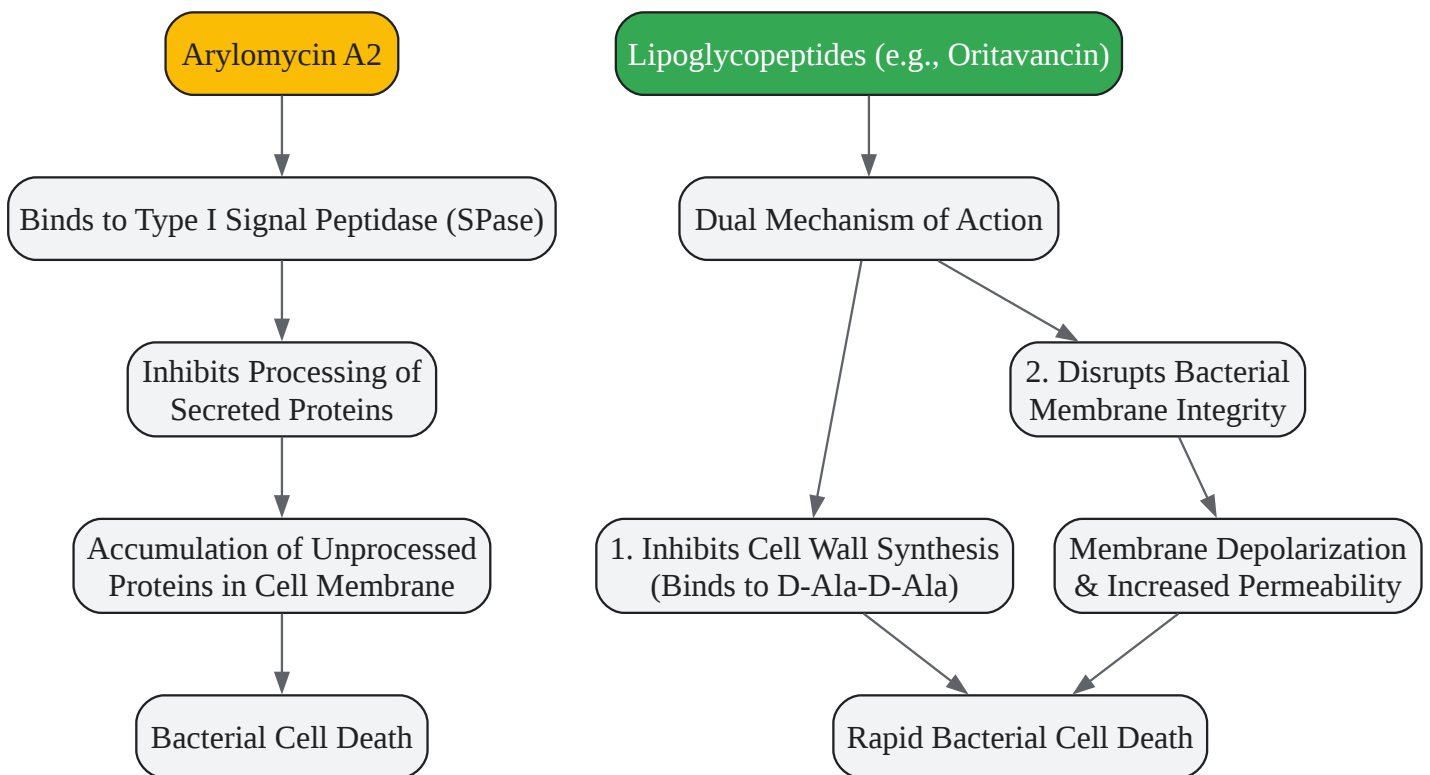 Arylomycin A2
Binds to Type I Signal Peptidase (SPase)
Inhibits Processing of
Secreted Proteins
Accumulation of Unprocessed
Proteins in Cell Membrane
Bacterial Cell Death
Lipoglycopeptides (e.g., Oritavancin)
Dual Mechanism of Action
1. Inhibits Cell Wall Synthesis
(Binds to D-Ala-D-Ala)
2. Disrupts Bacterial
Membrane Integrity
Membrane Depolarization
& Increased Permeability
Rapid Bacterial Cell Death